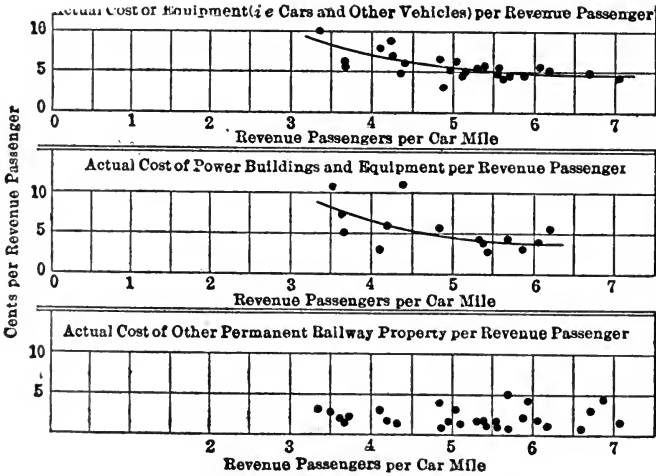 Actual Cost of Equipment (i e Cars and Other Vehicles) per Revenue Passenger
10
5
0
0 1 2 3 4 5 6 7
Revenue Passengers per Car Mile
Cents per Revenue Passenger
Actual Cost of Power Buildings and Equipment per Revenue Passenger
10
5
0
0 1 2 3 4 5 6 7
Revenue Passengers per Car Mile
Actual Cost of Other Permanent Railway Property per Revenue Passenger
10
5
2 3 4 5 6 7
Revenue Passengers per Car Mile